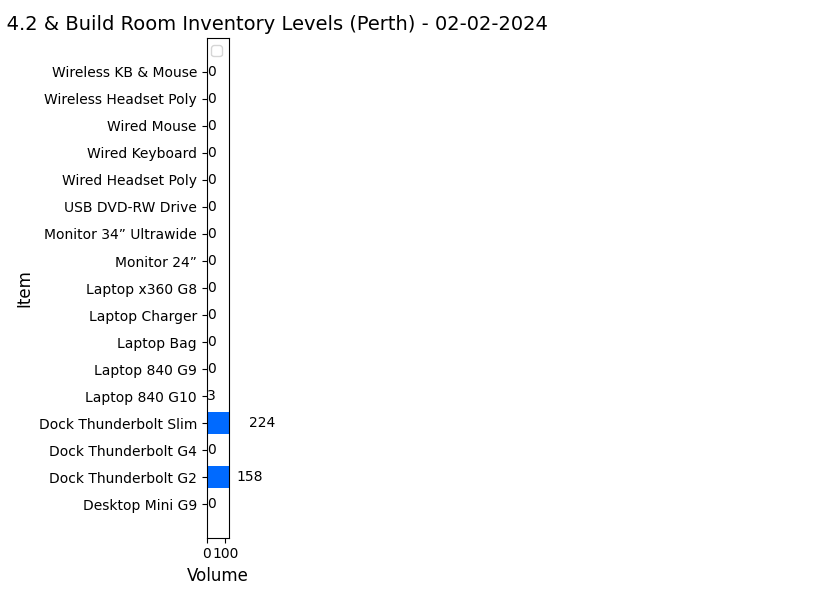 4.2 & Build Room Inventory Levels (Perth) - 02-02-2024
Wireless KB & Mouse 0
Wireless Headset Poly 0
Wired Mouse 0
Wired Keyboard 0
Wired Headset Poly 0
USB DVD-RW Drive 0
Monitor 34” Ultrawide 0
Monitor 24” 0
Laptop x360 G8 0
Laptop Charger 0
Laptop Bag 0
Laptop 840 G9 0
Laptop 840 G10 3
Dock Thunderbolt Slim 224
Dock Thunderbolt G4 0
Dock Thunderbolt G2 158
Desktop Mini G9 0
Item
0 100
Volume